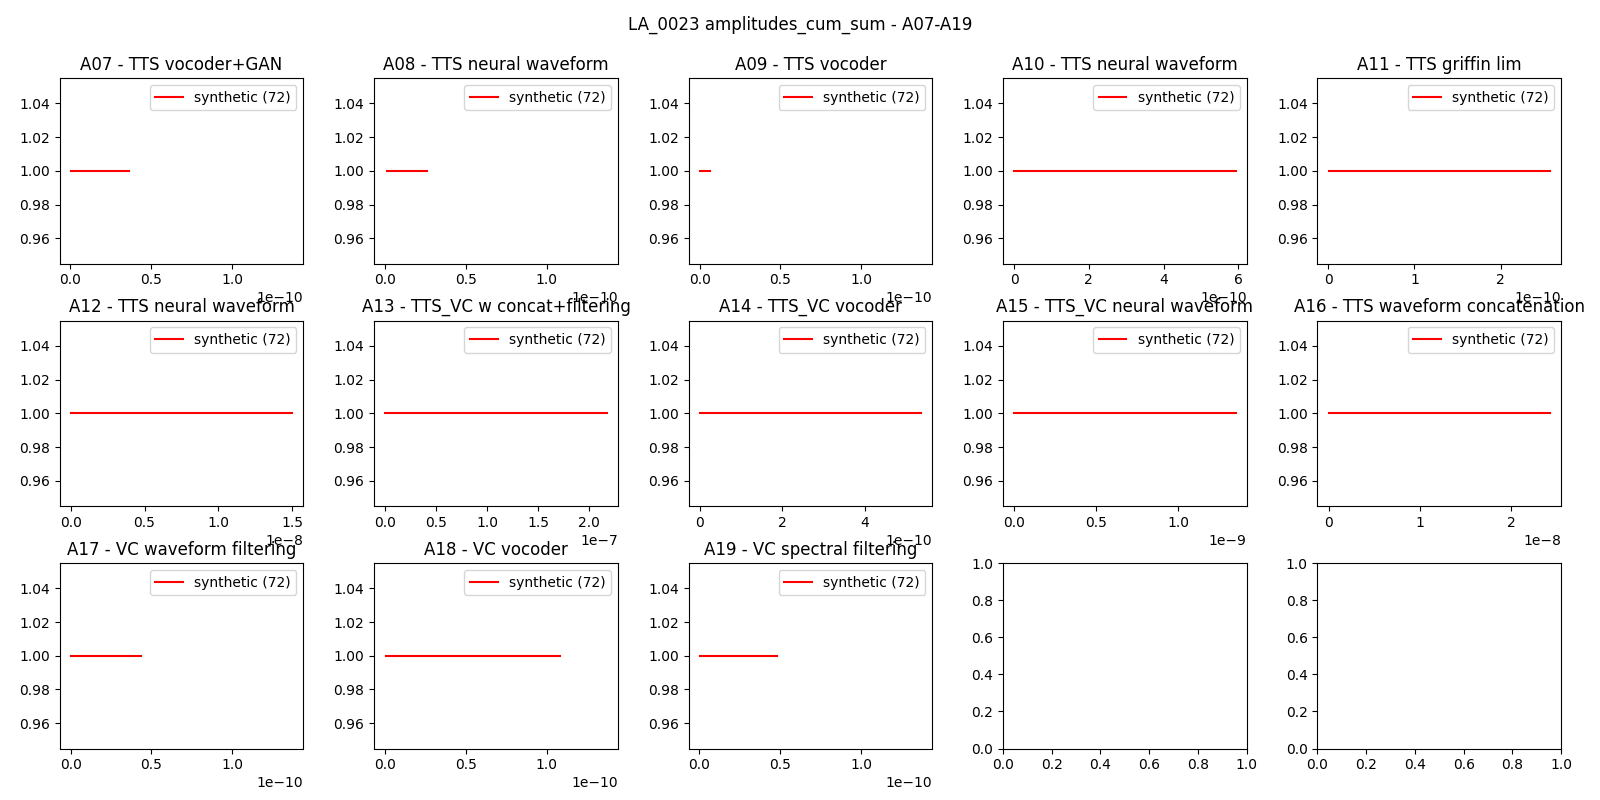 LA_0023 amplitudes_cum_sum - A07-A19
A07 - TTS vocoder+GAN
A08 - TTS neural waveform
A09 - TTS vocoder
A10 - TTS neural waveform
A11 - TTS griffin lim
synthetic (72)
synthetic (72)
synthetic (72)
synthetic (72)
synthetic (72)
1.04
1.02
1.00
0.98
0.96
1.04
1.02
1.00
0.98
0.96
1.04
1.02
1.00
0.98
0.96
1.04
1.02
1.00
0.98
0.96
1.04
1.02
1.00
0.98
0.96
0.0 0.5 1.0
1e−10
0.0 0.5 1.0
1e−10
0.0 0.5 1.0
1e−10
0 2 4 6
1e−10
0 1 2
1e−10
A12 - TTS neural waveform
A13 - TTS_VC w concat+filtering
A14 - TTS_VC vocoder
A15 - TTS_VC neural waveform
A16 - TTS waveform concatenation
synthetic (72)
synthetic (72)
synthetic (72)
synthetic (72)
synthetic (72)
1.04
1.02
1.00
0.98
0.96
1.04
1.02
1.00
0.98
0.96
1.04
1.02
1.00
0.98
0.96
1.04
1.02
1.00
0.98
0.96
1.04
1.02
1.00
0.98
0.96
0.0 0.5 1.0 1.5
1e−8
0.0 0.5 1.0 1.5 2.0
1e−7
0 2 4
1e−10
0.0 0.5 1.0
1e−9
0 1 2
1e−8
A17 - VC waveform filtering
A18 - VC vocoder
A19 - VC spectral filtering
synthetic (72)
synthetic (72)
synthetic (72)
1.04
1.02
1.00
0.98
0.96
1.04
1.02
1.00
0.98
0.96
1.04
1.02
1.00
0.98
0.96
1.0
0.8
0.6
0.4
0.2
0.0
1.0
0.8
0.6
0.4
0.2
0.0
0.0 0.5 1.0
1e−10
0.0 0.5 1.0
1e−10
0.0 0.5 1.0
1e−10
0.0 0.2 0.4 0.6 0.8 1.0
0.0 0.2 0.4 0.6 0.8 1.0